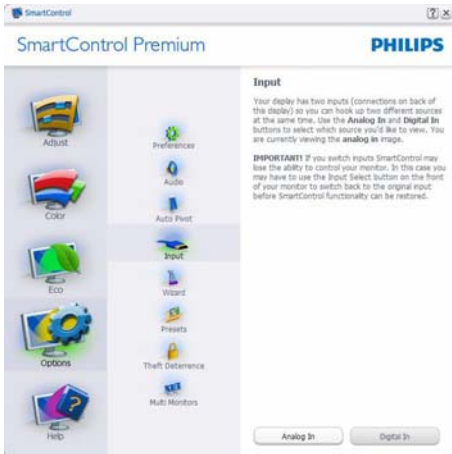 SmartControl
SmartControl Premium
PHILIPS
Adjust
Color
Eco
Options
Help
Preferences
Audio
Auto Pivot
Input
Wizard
Presets
Theft Deterrence
Multi Monitors
Input
Your deplay has two inputs (connections on back of
the display) so you can hook up two different sources
at the same time. Use the Analog In and Digital In
buttons to select which source you'd like to view. You
are currently viewing the analog in image.
IMPORTANT! If you switch inputs SmartControl may
lose the ability to control your monitor. In this case you
may have to use the Input Select button on the front
of your monitor to switch back to the orginal input
before SmartControl functionality can be restored.
Analog In
Digital In